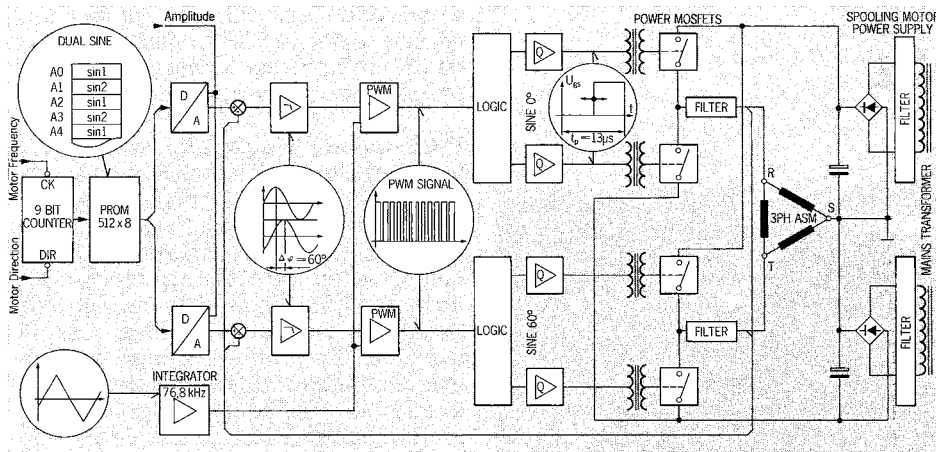 Amplitude
POWER MOSFETS
SPOOLING MOTOR
POWER SUPPLY
DUAL SINE
A0 sin1
A1 sin2
A2 sin1
A3 sin2
A4 sin1
D
A
PWM
LOGIC
Q
SINE 0°
Ugs
t
tp = 13µs
FILTER
FILTER
Motor Frequency
CK
9 BIT
COUNTER
DIR
Motor Direction
PROM
512 x 8
Δφ = 60°
PWM SIGNAL
Q
R
S
T
3PH ASM
MAINS TRANSFORMER
D
A
PWM
LOGIC
SINE 60°
Q
FILTER
FILTER
INTEGRATOR
76,8 kHz
Q